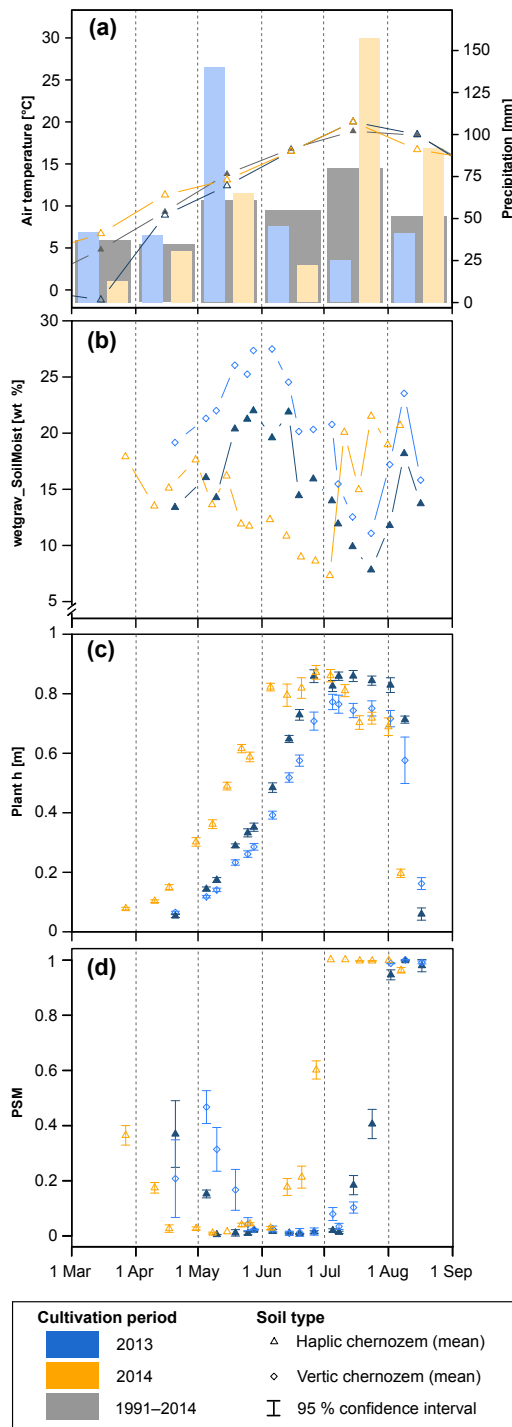 (a)
Air temperature [°C]
30
25
20
15
10
5
0
Precipitation [mm]
150
125
100
75
50
25
0
(b)
wetgrav_SoilMoist [wt %]
30
25
20
15
10
5
(c)
Plant h [m]
1
0.8
0.6
0.4
0.2
0
(d)
PSM
1
0.8
0.6
0.4
0.2
0
1 Mar 1 Apr 1 May 1 Jun 1 Jul 1 Aug 1 Sep
Cultivation period Soil type
2013 Haplic chernozem (mean)
2014 Vertic chernozem (mean)
1991–2014 95 % confidence interval